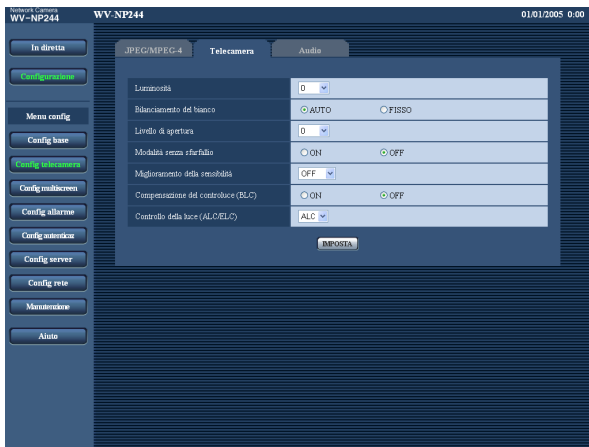 Network Camera
WV-NP244
WV-NP244
01/01/2005 0:00
In diretta
Configurazione
Menu config
Config base
Config telecamera
Config multiscreen
Config allarme
Config autenticaz
Config server
Config rete
Manutenzione
Aiuto
JPEG/MPEG-4
Telecamera
Audio
Luminosità
0
Bilanciamento del bianco
AUTO
FISSO
Livello di apertura
0
Modalità senza sfarfallio
ON
OFF
Miglioramento della sensibilità
OFF
Compensazione del controluce (BLC)
ON
OFF
Controllo della luce (ALC/ELC)
ALC
IMPOSTA